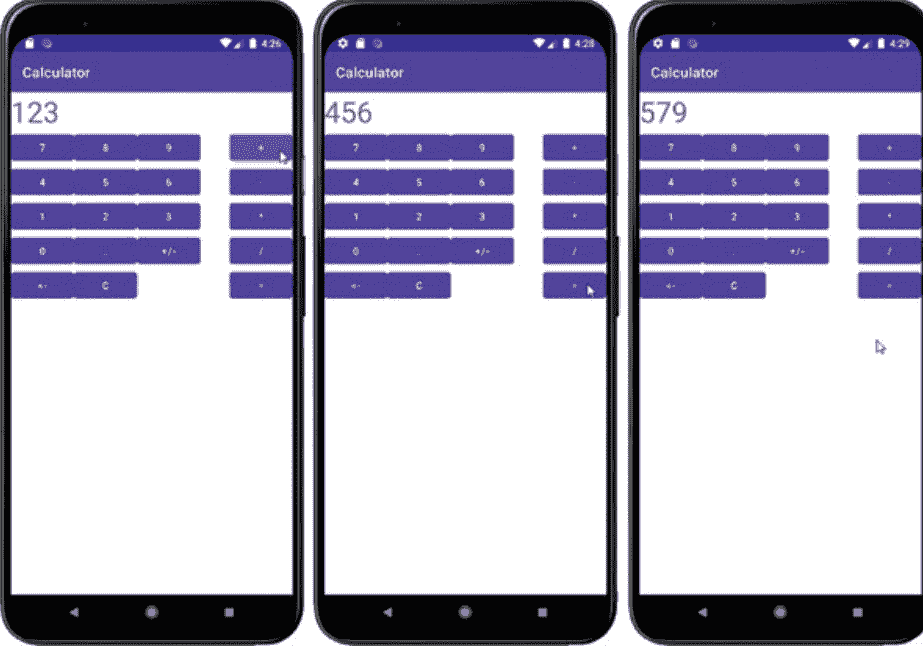 4:26
Calculator
123
7 8 9 +
4 5 6 -
1 2 3 *
0 . +/- /
<- C =
4:28
Calculator
456
7 8 9 +
4 5 6 -
1 2 3 *
0 . +/- /
<- C =
4:29
Calculator
579
7 8 9 +
4 5 6 -
1 2 3 *
0 . +/- /
<- C =